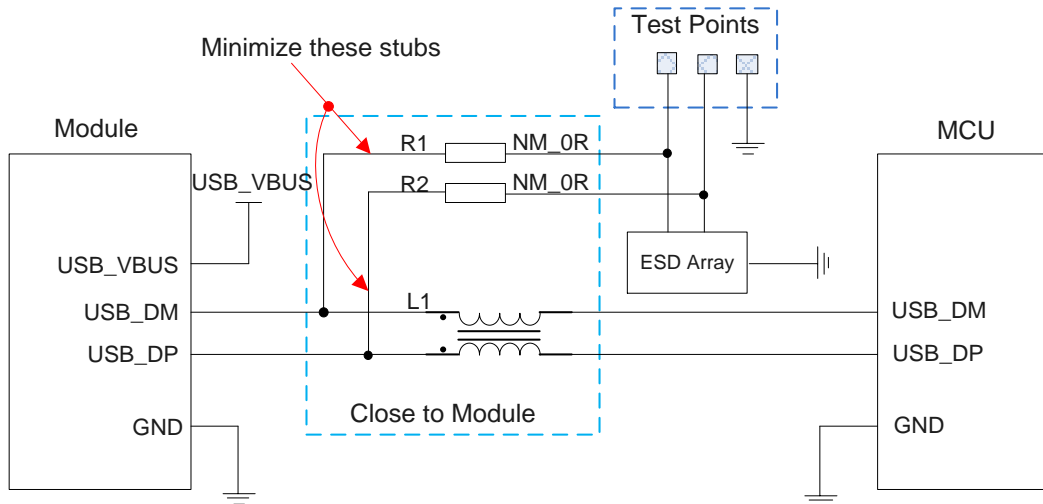 Test Points
Minimize these stubs
Module
MCU
R1
NM_0R
USB_VBUS
R2
NM_0R
USB_VBUS
ESD Array
USB_DM
L1
USB_DM
USB_DP
USB_DP
Close to Module
GND
GND